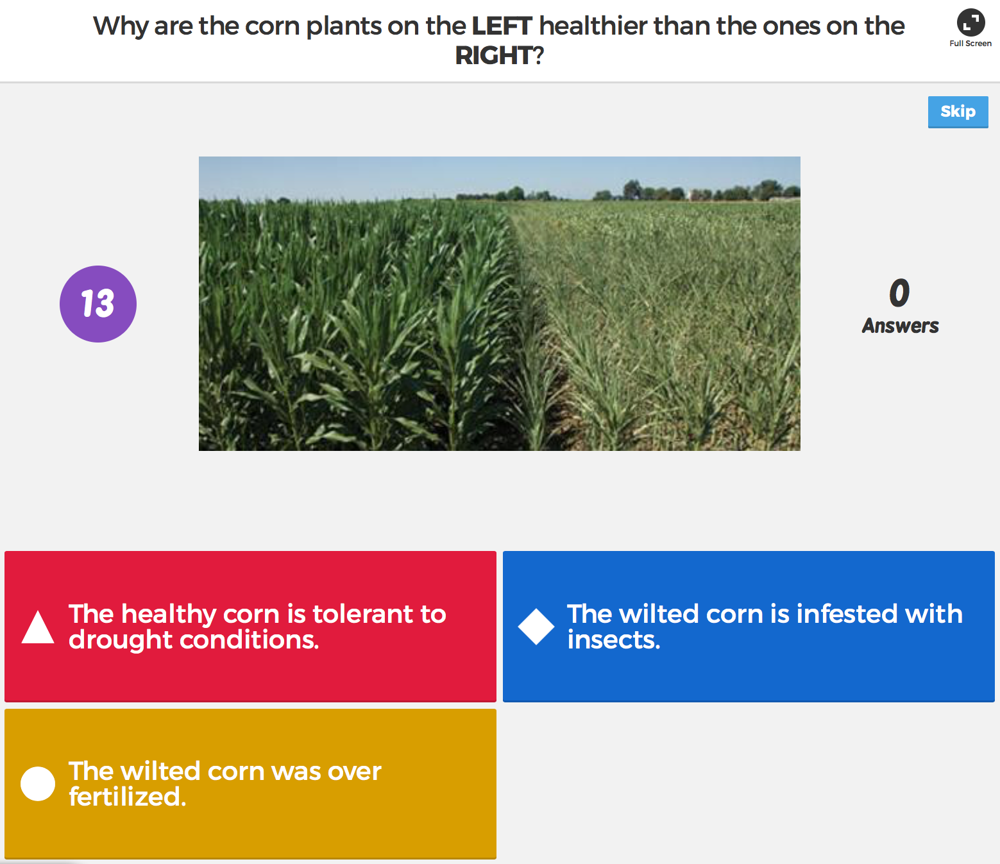 Why are the corn plants on the LEFT healthier than the ones on the
RIGHT?
Full Screen
Skip
13
0
Answers
The healthy corn is tolerant to
drought conditions.
The wilted corn is infested with
insects.
The wilted corn was over
fertilized.